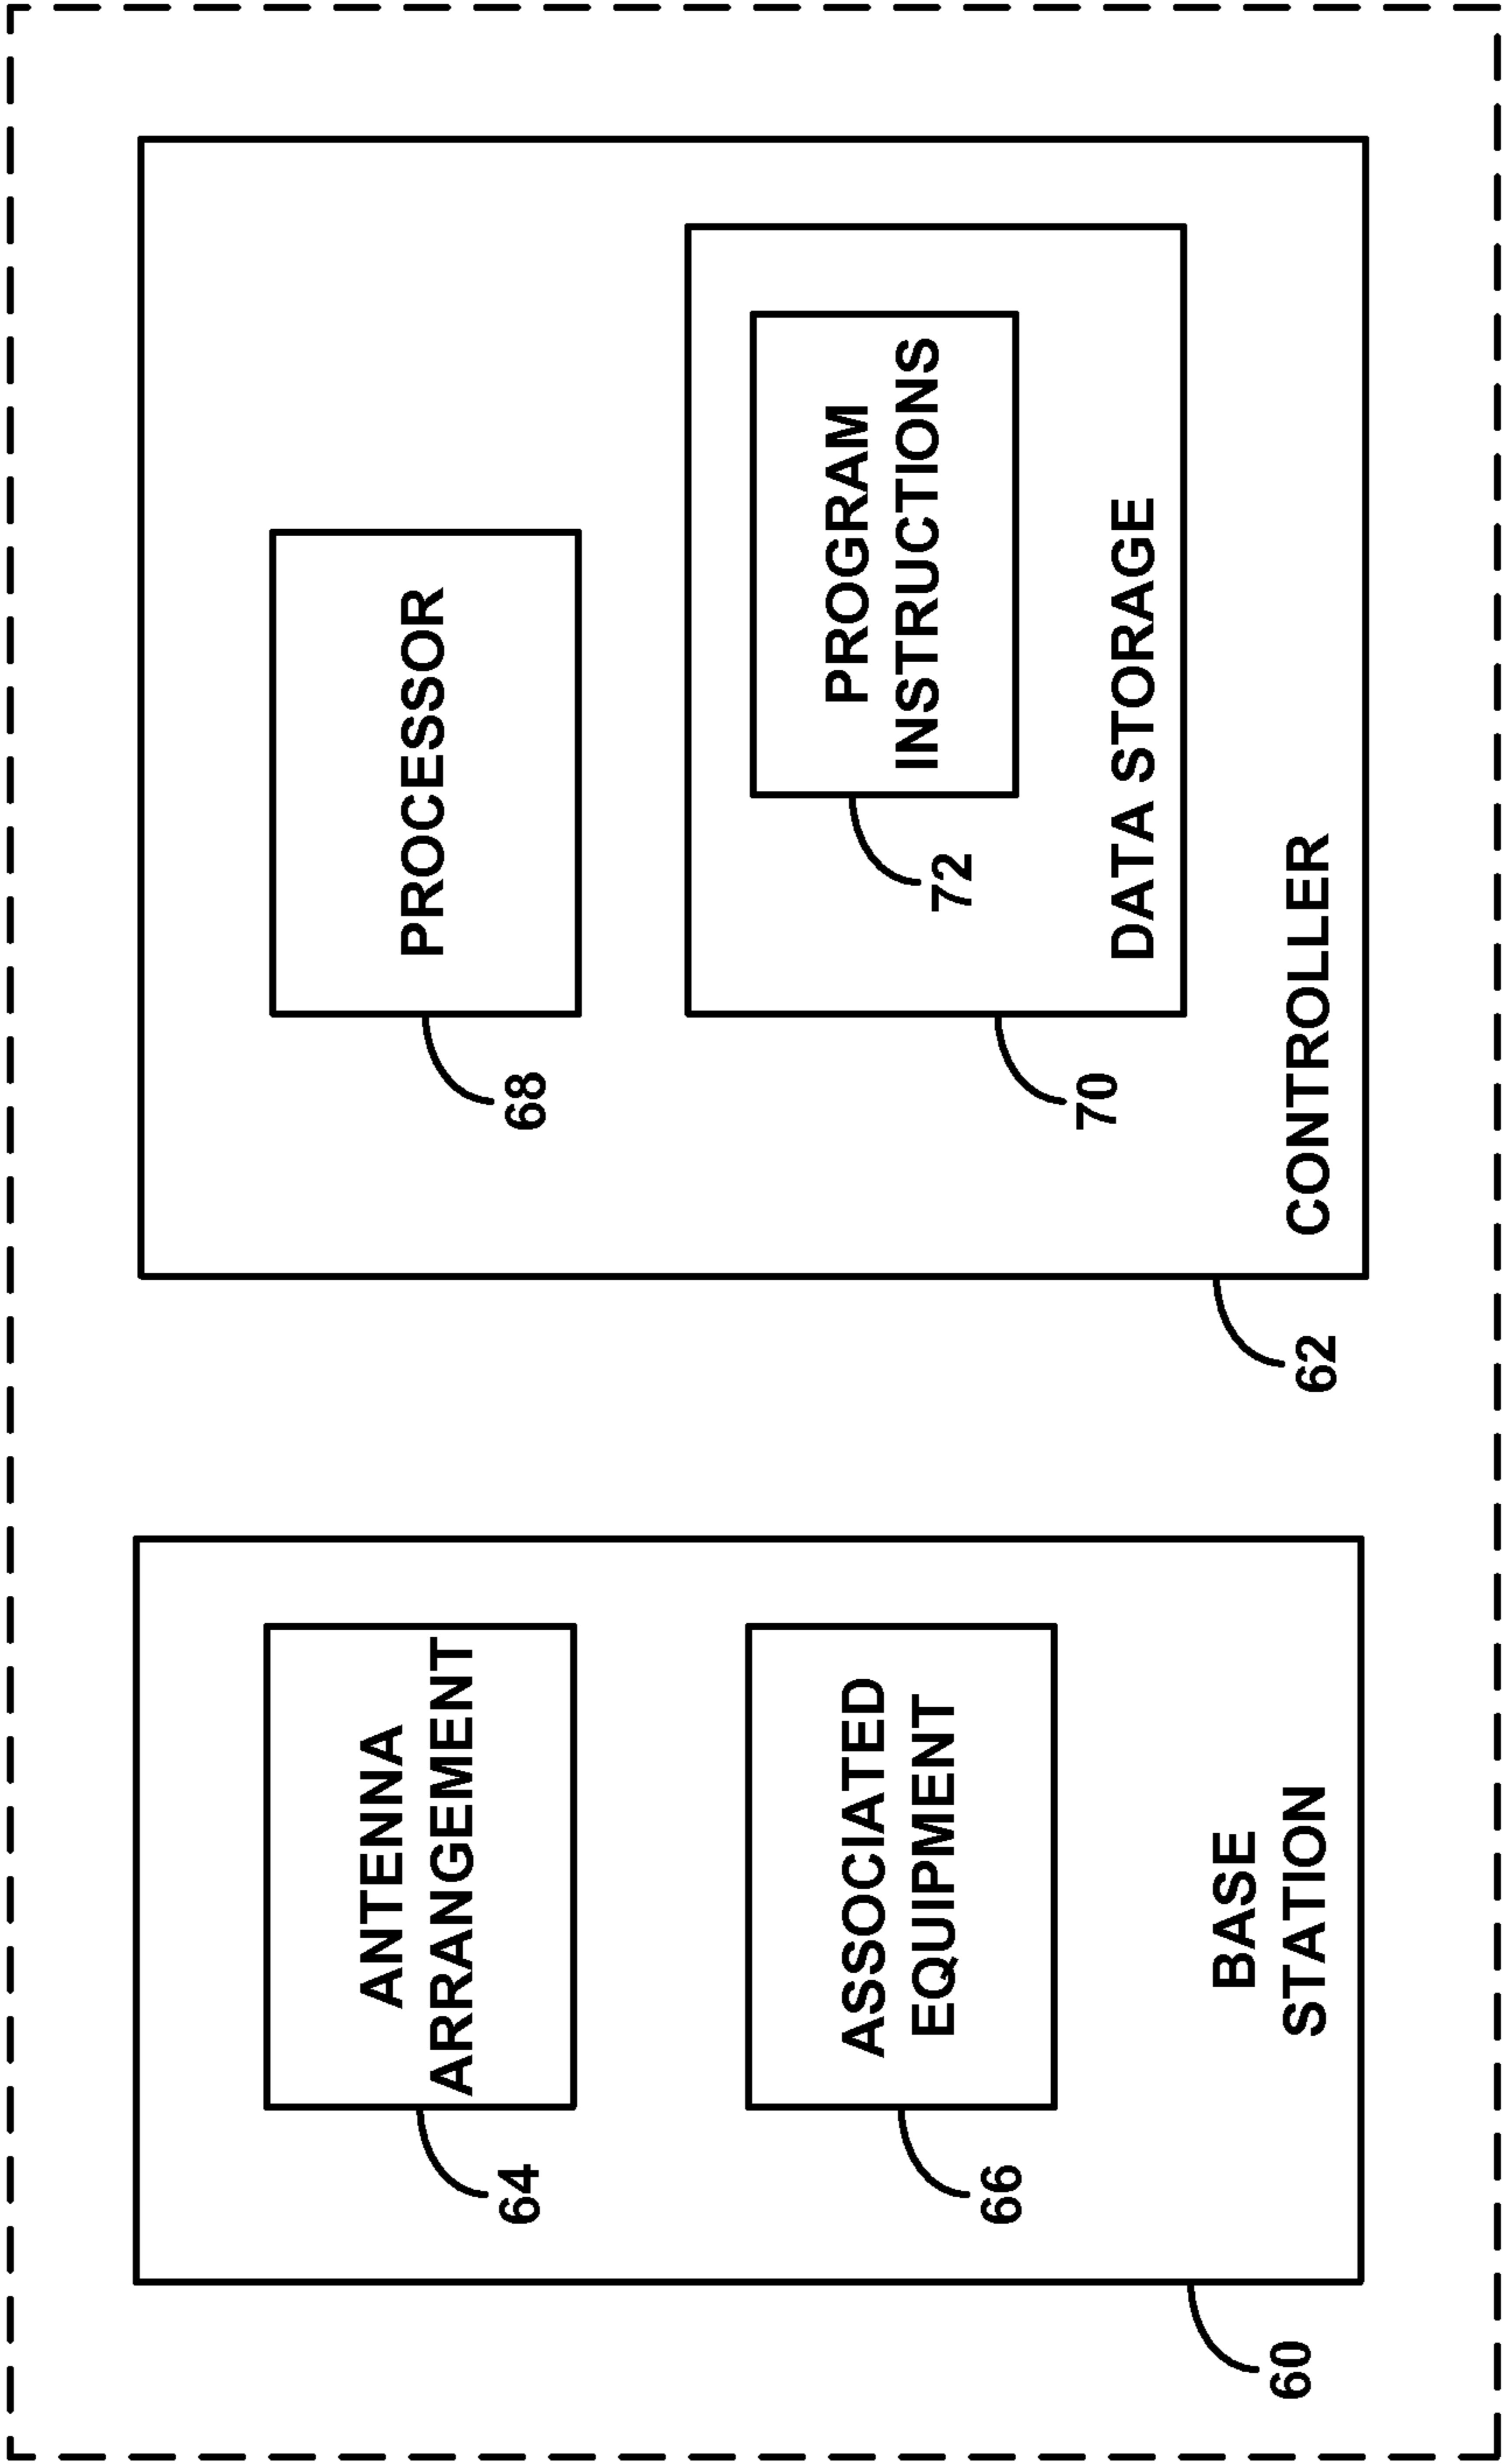 ANTENNA
ARRANGEMENT
64
ASSOCIATED
EQUIPMENT
66
BASE
STATION
60
PROCESSOR
68
PROGRAM
INSTRUCTIONS
72
DATA STORAGE
70
CONTROLLER
62